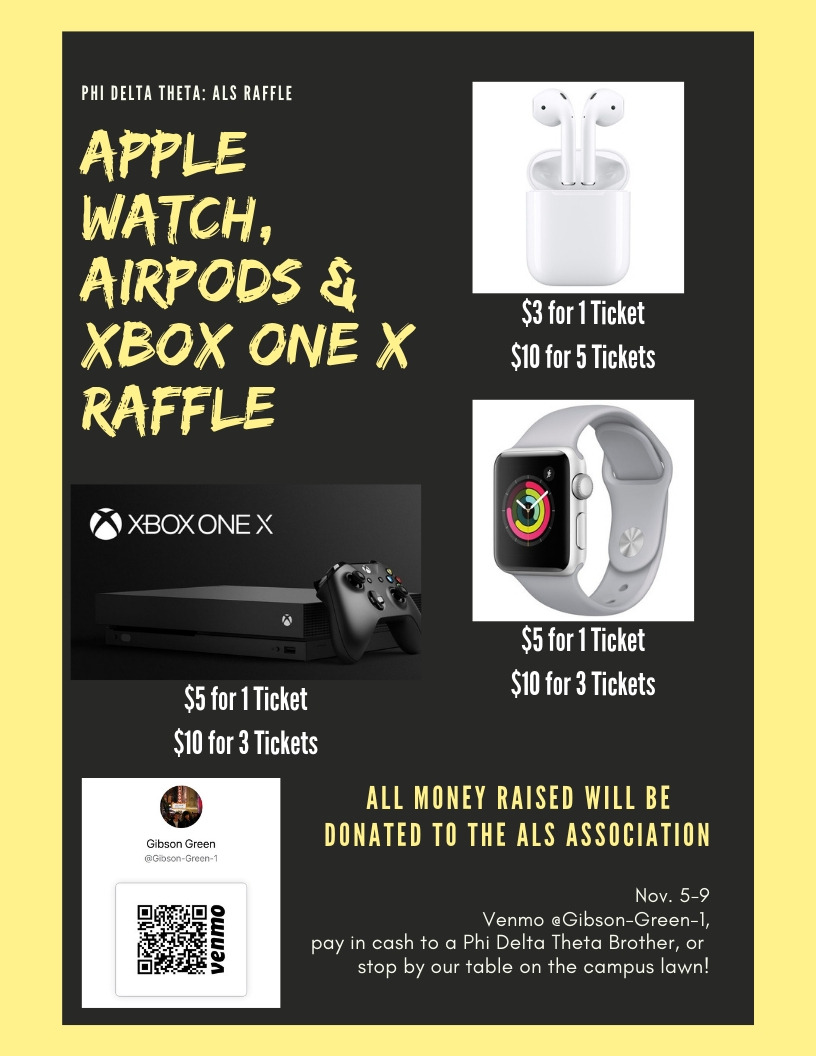 PHI DELTA THETA: ALS RAFFLE
APPLE
WATCH,
AIRPODS &
XBOX ONE X
RAFFLE
$3 for 1 Ticket
$10 for 5 Tickets
XBOX ONE X
$5 for 1 Ticket
$10 for 3 Tickets
$5 for 1 Ticket
$10 for 3 Tickets
Gibson Green
@Gibson-Green-1
venmo
ALL MONEY RAISED WILL BE
DONATED TO THE ALS ASSOCIATION
Nov. 5-9
Venmo @Gibson-Green-1,
pay in cash to a Phi Delta Theta Brother, or
stop by our table on the campus lawn!